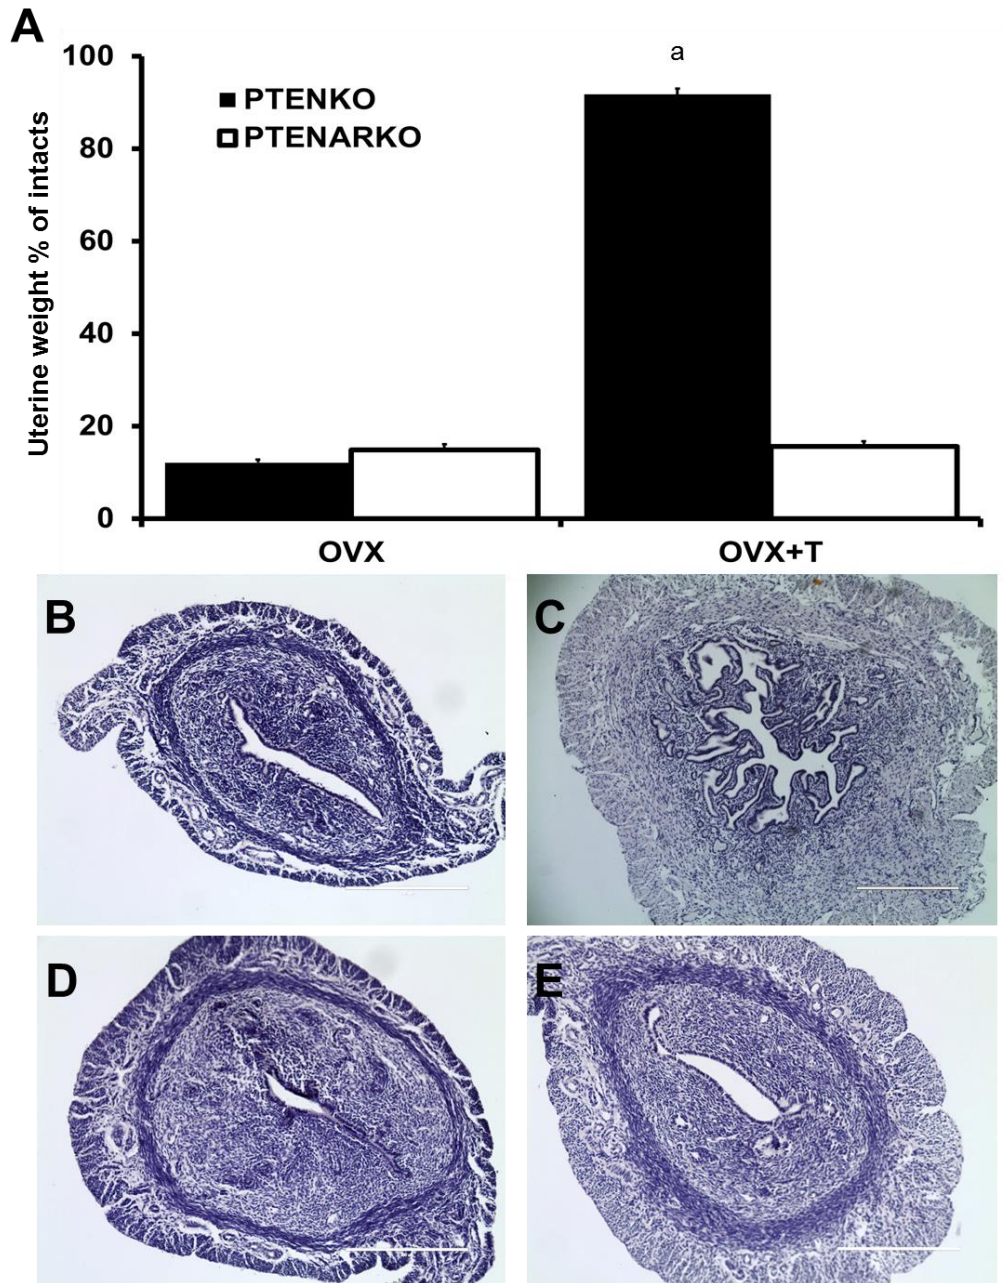 A
a
100
80
60
40
20
0
Uterine weight % of intacts
PTENKO
PTENARKO
OVX
OVX+T
B
C
D
E